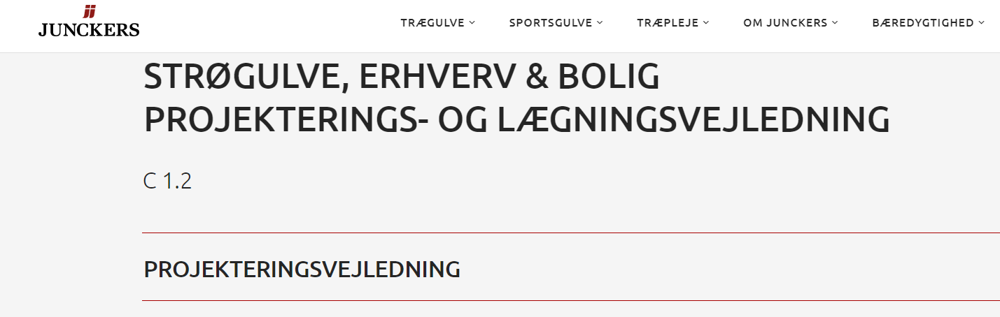 JUNCKERS
TRÆGULVE
SPORTSGULVE
TRÆPLEJE
OM JUNCKERS
BÆREDYGTIGHED
STRØGULVE, ERHVERV & BOLIG
PROJEKTERINGS- OG LÆGNINGSVEJLEDNING
C 1.2
PROJEKTERINGSVEJLEDNING